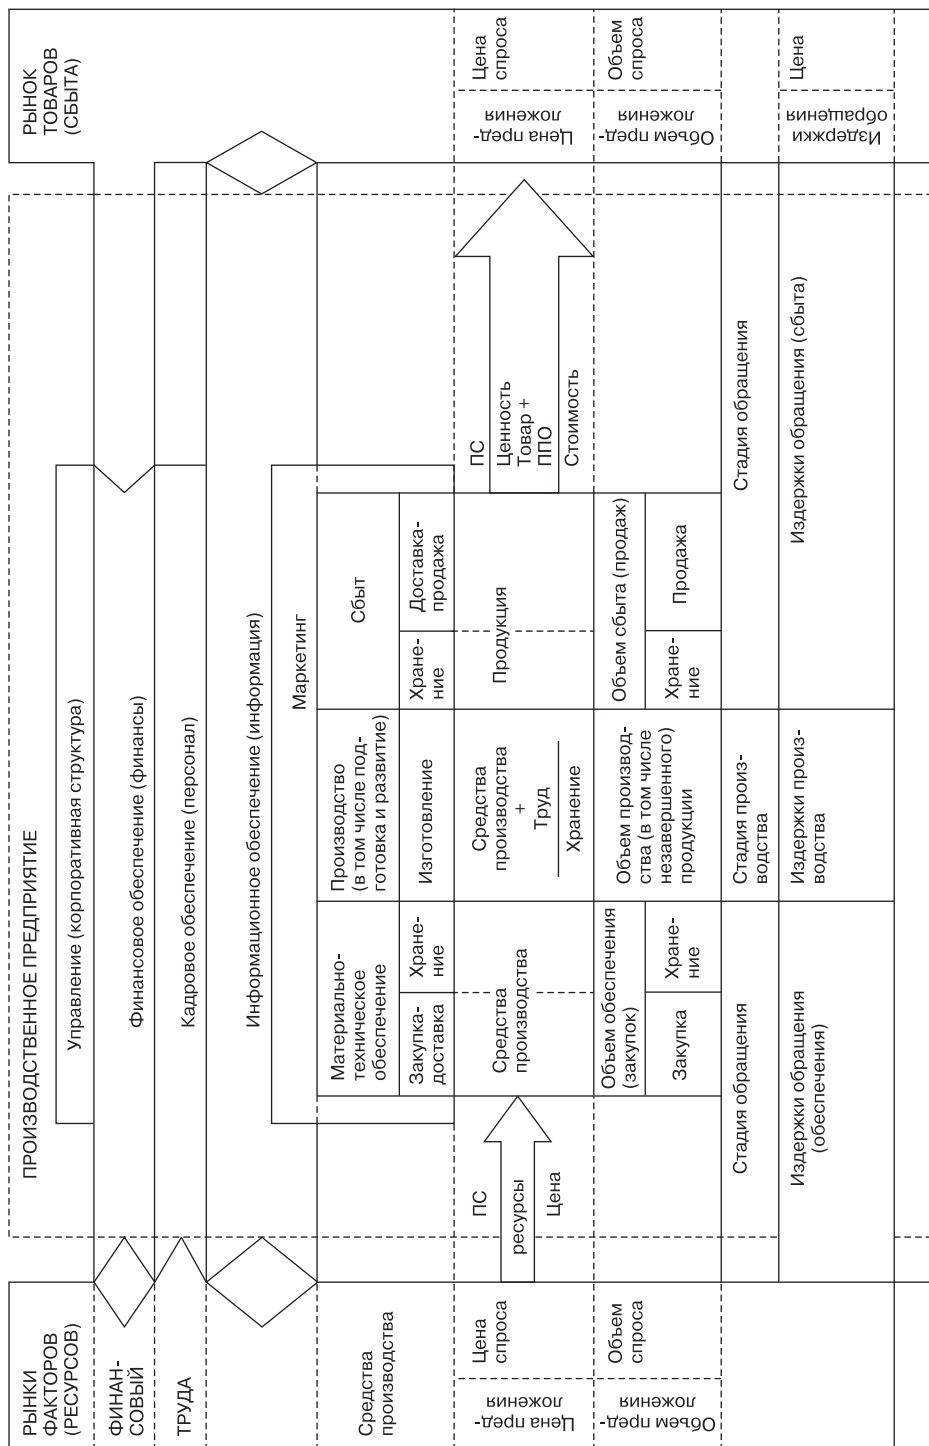 РЫНКИ
ФАКТОРОВ
(РЕСУРСОВ)
ПРОИЗВОДСТВЕННОЕ ПРЕДПРИЯТИЕ
РЫНОК
ТОВАРОВ
(СБЫТА)
Управление (корпоративная структура)
ФИНАН-
СОВЫЙ
Финансовое обеспечение (финансы)
ТРУДА
Кадровое обеспечение (персонал)
Информационное обеспечение (информация)
Маркетинг
Средства
производства
Материально-
техническое
обеспечение
Производство
(в том числе под-
готовка и развитие)
Сбыт
Закупка-
доставка
Хране-
ние
Изготовление
Хране-
ние
Доставка-
продажа
Цена
спроса
Цена пред-
ложения
ПС
ресурсы
Цена
Средства
производства
Средства
производства
+
Труд
Хранение
Продукция
ПС
Ценность
Товар +
ППО
Стоимость
Цена пред-
ложения
Цена
спроса
Объем
спроса
Объем пред-
ложения
Объем обеспечения
(закупок)
Закупка
Хране-
ние
Объем производ-
ства (в том числе
незавершенного)
продукции
Объем сбыта (продаж)
Хране-
ние
Продажа
Объем пред-
ложения
Объем
спроса
Стадия обращения
Стадия произ-
водства
Стадия обращения
Издержки обращения
(обеспечения)
Издержки произ-
водства
Издержки обращения (сбыта)
Издержки
обращения
Цена